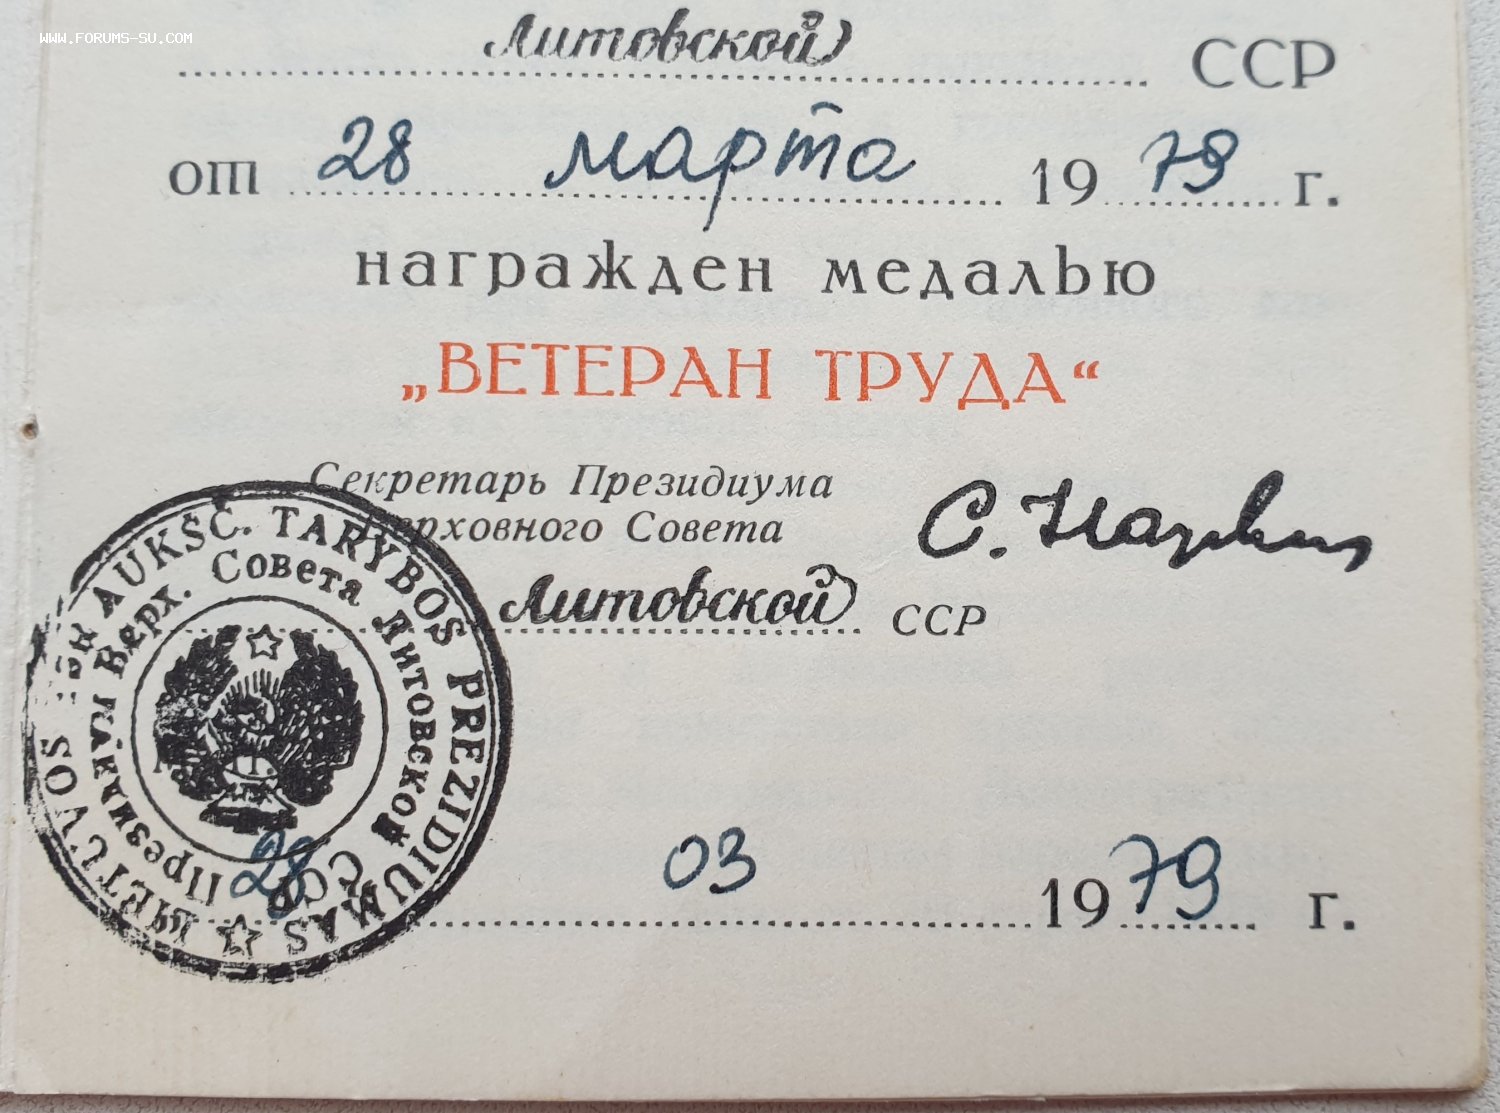 WWW.FORUMS-SU.COM
Литовской ССР
от 28 марта 1979 г.
награжден медалью
„ВЕТЕРАН ТРУДА“
Секретарь Президиума
Верховного Совета
Литовской ССР
LIETUVOS AUKŠČ. TARYBOS PREZIDIUMAS
Президиум Верх. Совета Литовской ССР
28 03 1979 г.